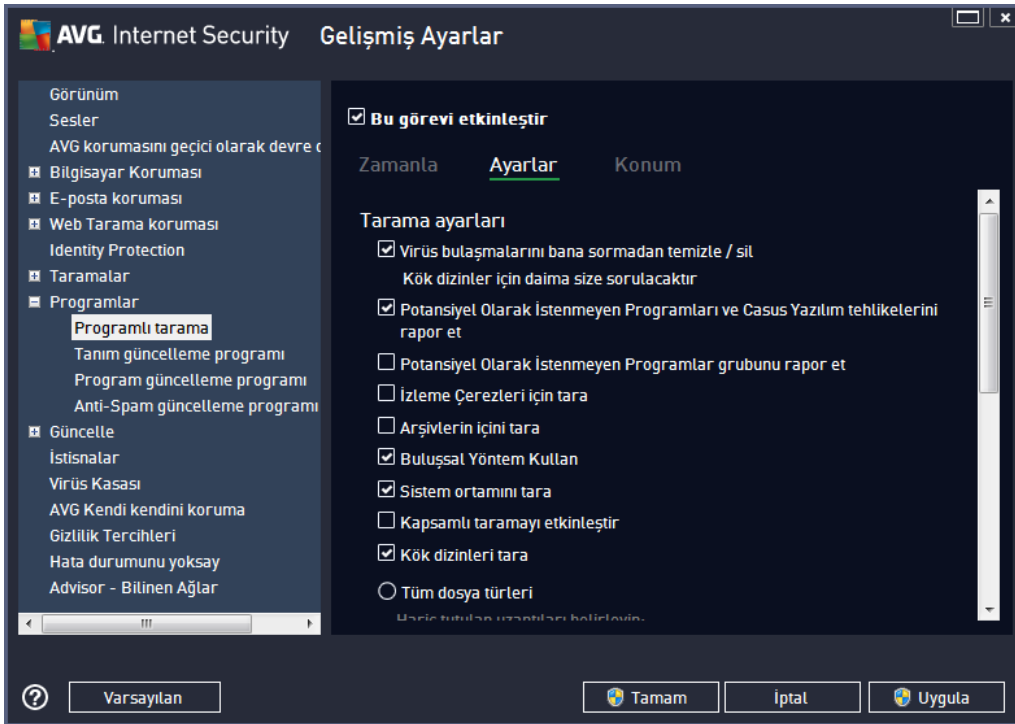 AVG. Internet Security Gelişmiş Ayarlar
Görünüm
Sesler
AVG korumasını geçici olarak devre d
Bilgisayar Koruması
E-posta koruması
Web Tarama koruması
Identity Protection
Taramalar
Programlar
Programlı tarama
Tanım güncelleme programı
Program güncelleme programı
Anti-Spam güncelleme programı
Güncelle
İstisnalar
Virüs Kasası
AVG Kendi kendini koruma
Gizlilik Tercihleri
Hata durumunu yoksay
Advisor - Bilinen Ağlar
Bu görevi etkinleştir
Zamanla Ayarlar Konum
Tarama ayarları
Virüs bulaşmalarını bana sormadan temizle / sil
Kök dizinler için daima size sorulacaktır
Potansiyel Olarak İstenmeyen Programları ve Casus Yazılım tehlikelerini
rapor et
Potansiyel Olarak İstenmeyen Programlar grubunu rapor et
İzleme Çerezleri için tara
Arşivlerin içini tara
Buluşsal Yöntem Kullan
Sistem ortamını tara
Kapsamlı taramayı etkinleştir
Kök dizinleri tara
Tüm dosya türleri
Hariç tutulan uzantıları belirleyin:
Varsayılan
Tamam
İptal
Uygula